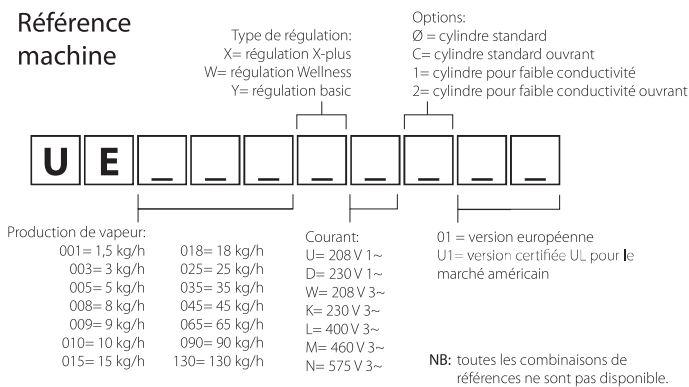 Référence
machine
Type de régulation:
X= régulation X-plus
W= régulation Wellness
Y= régulation basic
Options:
Ø = cylindre standard
C= cylindre standard ouvrant
1= cylindre pour faible conductivité
2= cylindre pour faible conductivité ouvrant
U E _ _ _ _ _ _ _ _
Production de vapeur:
001= 1,5 kg/h
003= 3 kg/h
005= 5 kg/h
008= 8 kg/h
009= 9 kg/h
010= 10 kg/h
015= 15 kg/h
018= 18 kg/h
025= 25 kg/h
035= 35 kg/h
045= 45 kg/h
065= 65 kg/h
090= 90 kg/h
130= 130 kg/h
Courant:
U= 208 V 1~
D= 230 V 1~
W= 208 V 3~
K= 230 V 3~
L= 400 V 3~
M= 460 V 3~
N= 575 V 3~
01 = version européenne
U1= version certifiée UL pour le
marché américain
NB: toutes les combinaisons de
références ne sont pas disponible.